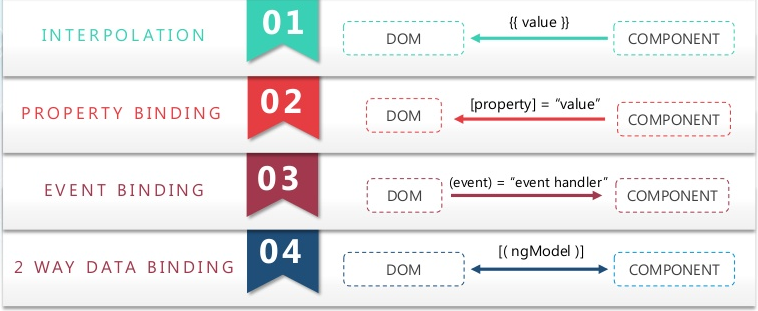 INTERPOLATION
01
DOM
{{ value }}
COMPONENT
PROPERTY BINDING
02
DOM
[property] = “value”
COMPONENT
EVENT BINDING
03
DOM
(event) = “event handler”
COMPONENT
2 WAY DATA BINDING
04
DOM
[( ngModel )]
COMPONENT